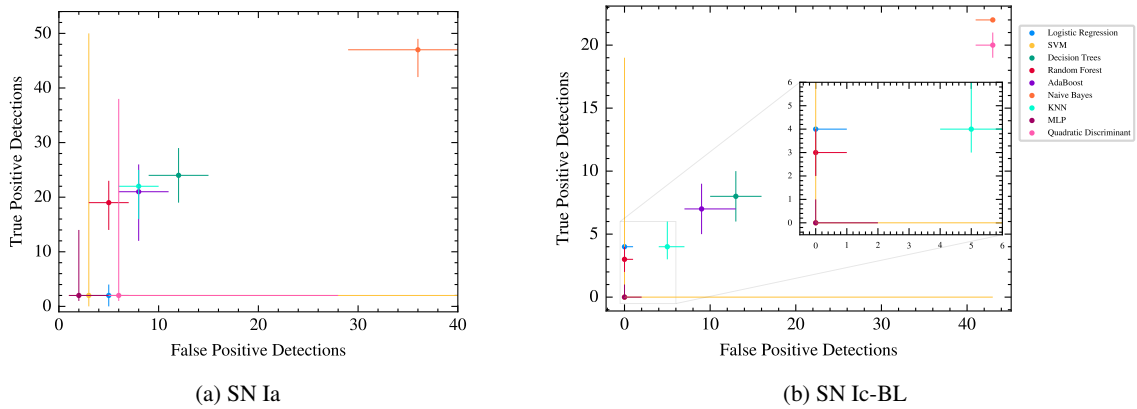 50
40
30
20
10
0
True Positive Detections
0
10
20
30
40
False Positive Detections
(a) SN Ia
20
15
10
5
0
True Positive Detections
0
10
20
30
40
False Positive Detections
6
5
4
3
2
1
0
0
1
2
3
4
5
6
(b) SN Ic-BL
Logistic Regression
SVM
Decision Trees
Random Forest
AdaBoost
Naive Bayes
KNN
MLP
Quadratic Discriminant